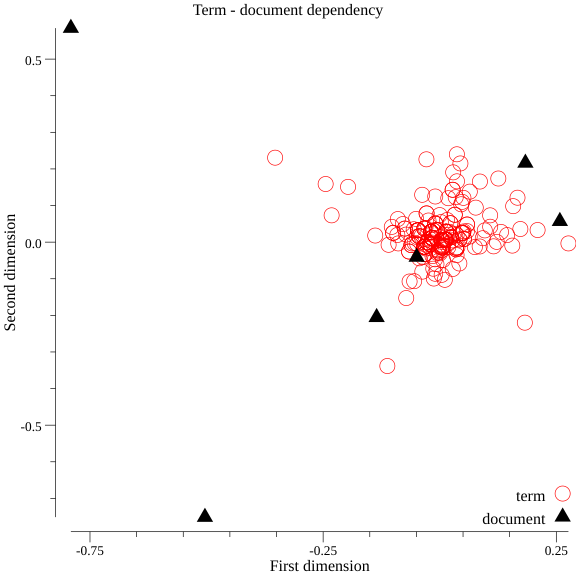 Term - document dependency
0.5
0.0
-0.5
Second dimension
term
document
-0.75
-0.25
0.25
First dimension